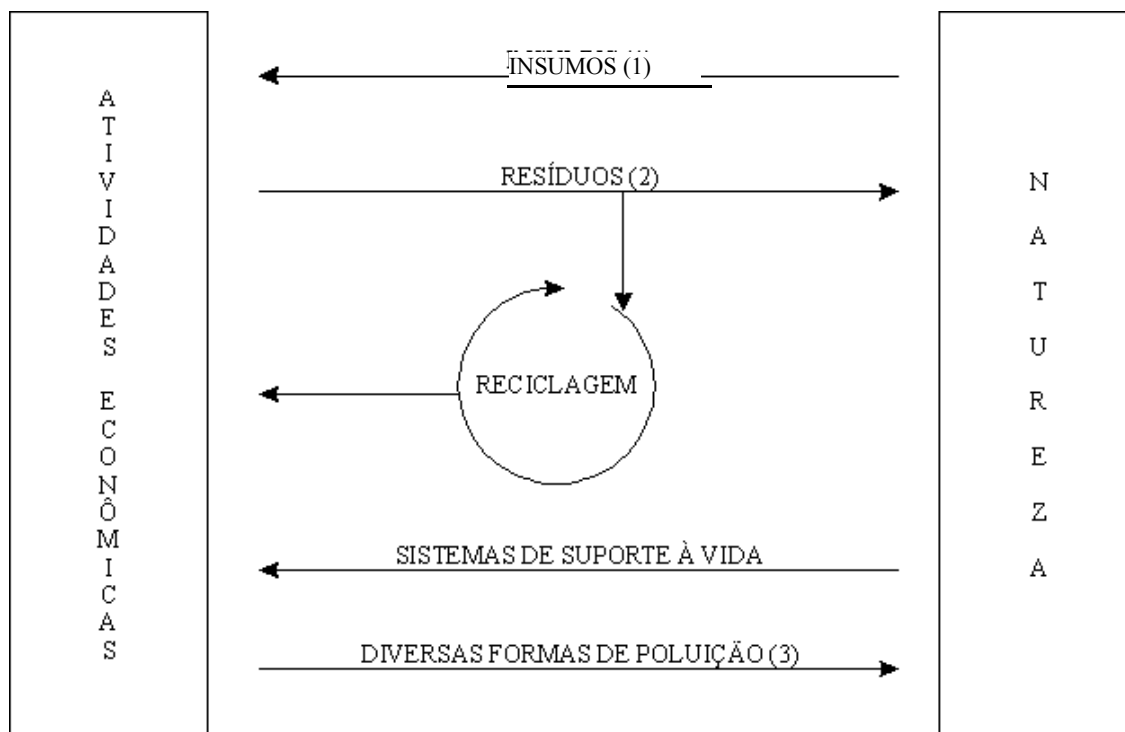 INSUMOS (1)
RESÍDUOS (2)
RECICLAGEM
SISTEMAS DE SUPORTE À VIDA
DIVERSAS FORMAS DE POLUIÇÃO (3)
ATIVIDADES ECONÔMICAS
NATUREZA